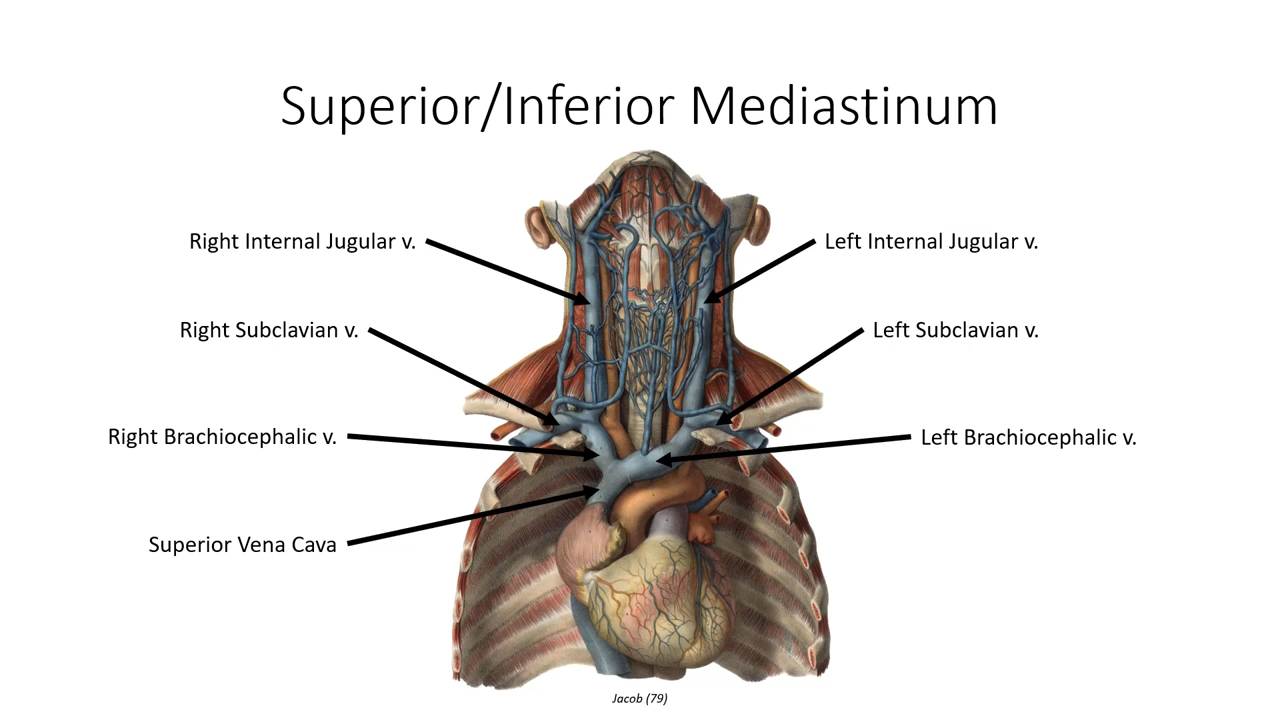 Superior/Inferior Mediastinum
Right Internal Jugular v.
Left Internal Jugular v.
Right Subclavian v.
Left Subclavian v.
Right Brachiocephalic v.
Left Brachiocephalic v.
Superior Vena Cava
Jacob (79)